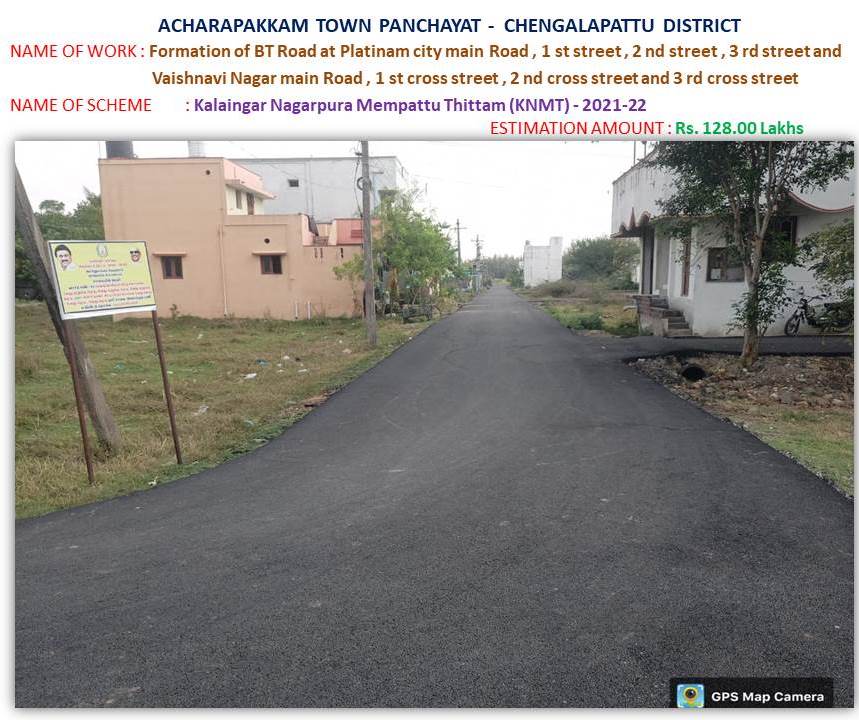 ACHARAPAKKAM TOWN PANCHAYAT - CHENGALAPATTU DISTRICT
NAME OF WORK : Formation of BT Road at Platinam city main Road , 1 st street , 2 nd street , 3 rd street and
Vaishnavi Nagar main Road , 1 st cross street , 2 nd cross street and 3 rd cross street
NAME OF SCHEME : Kalaingar Nagarpura Mempattu Thittam (KNMT) - 2021-22
ESTIMATION AMOUNT : Rs. 128.00 Lakhs
GPS Map Camera